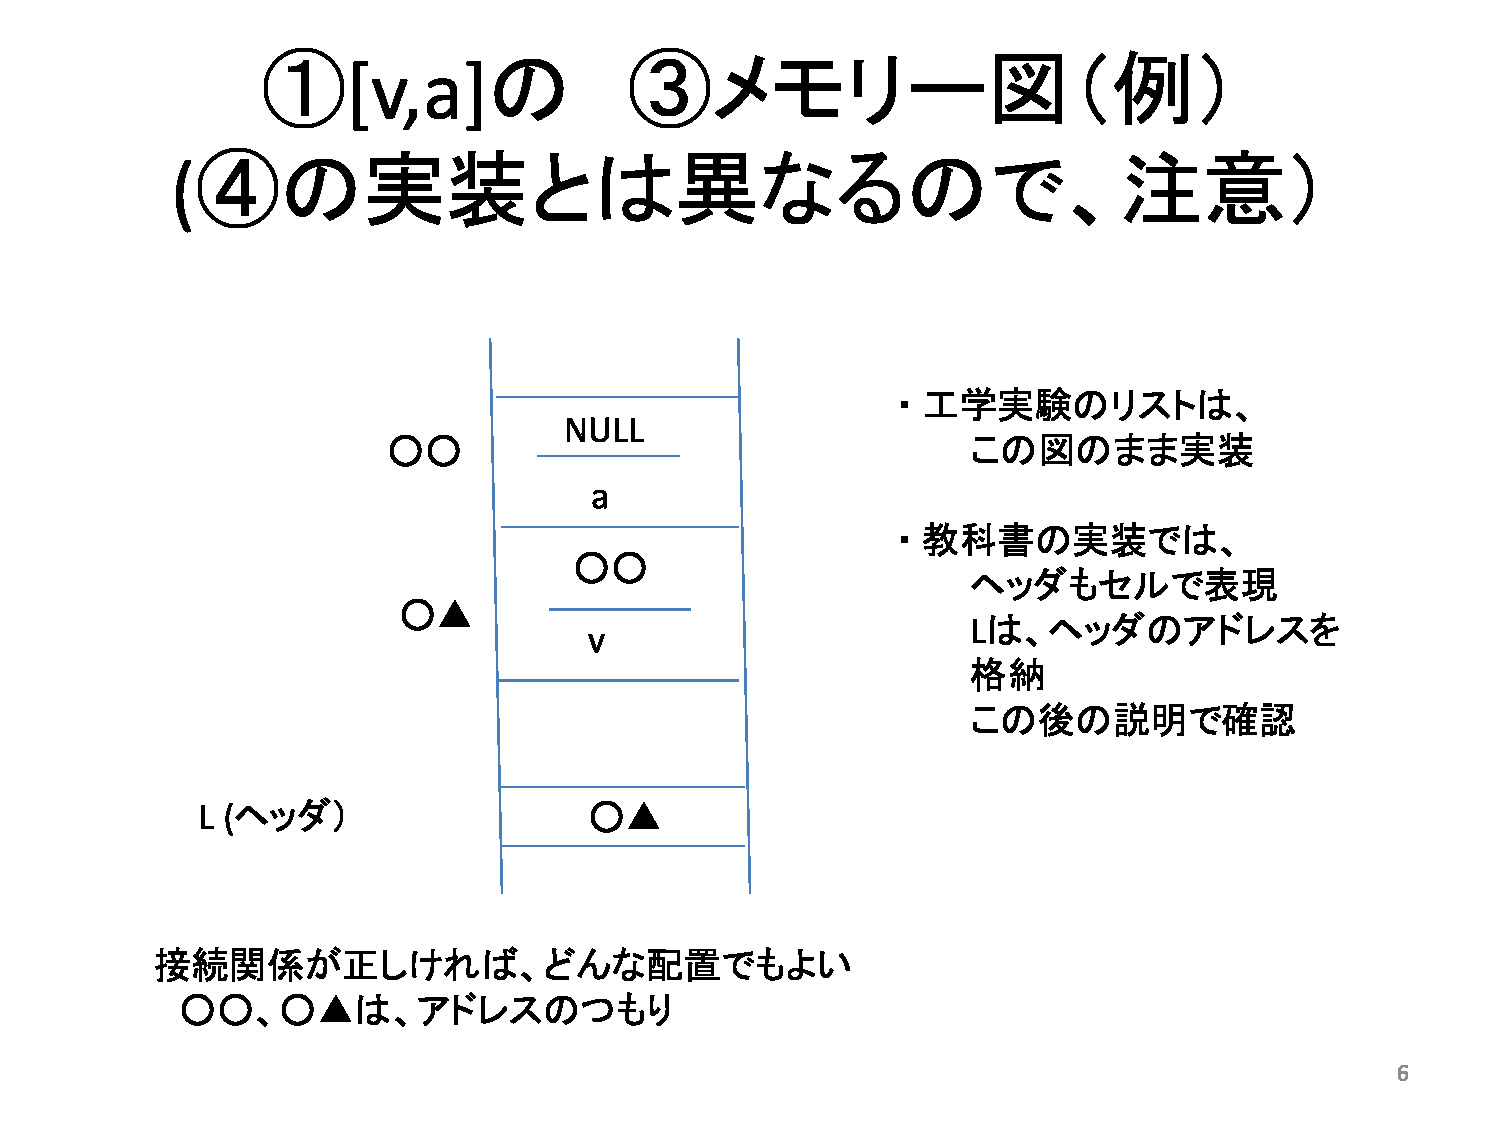 ①[v,a]の　③メモリー図（例）
(④の実装とは異なるので、注意）
NULL
〇〇
a
〇〇
〇▲
v
L (ヘッダ）
〇▲
・ 工学実験のリストは、
この図のまま実装
・ 教科書の実装では、
ヘッダもセルで表現
Lは、ヘッダのアドレスを
格納
この後の説明で確認
接続関係が正しければ、どんな配置でもよい
〇〇、〇▲は、アドレスのつもり
6